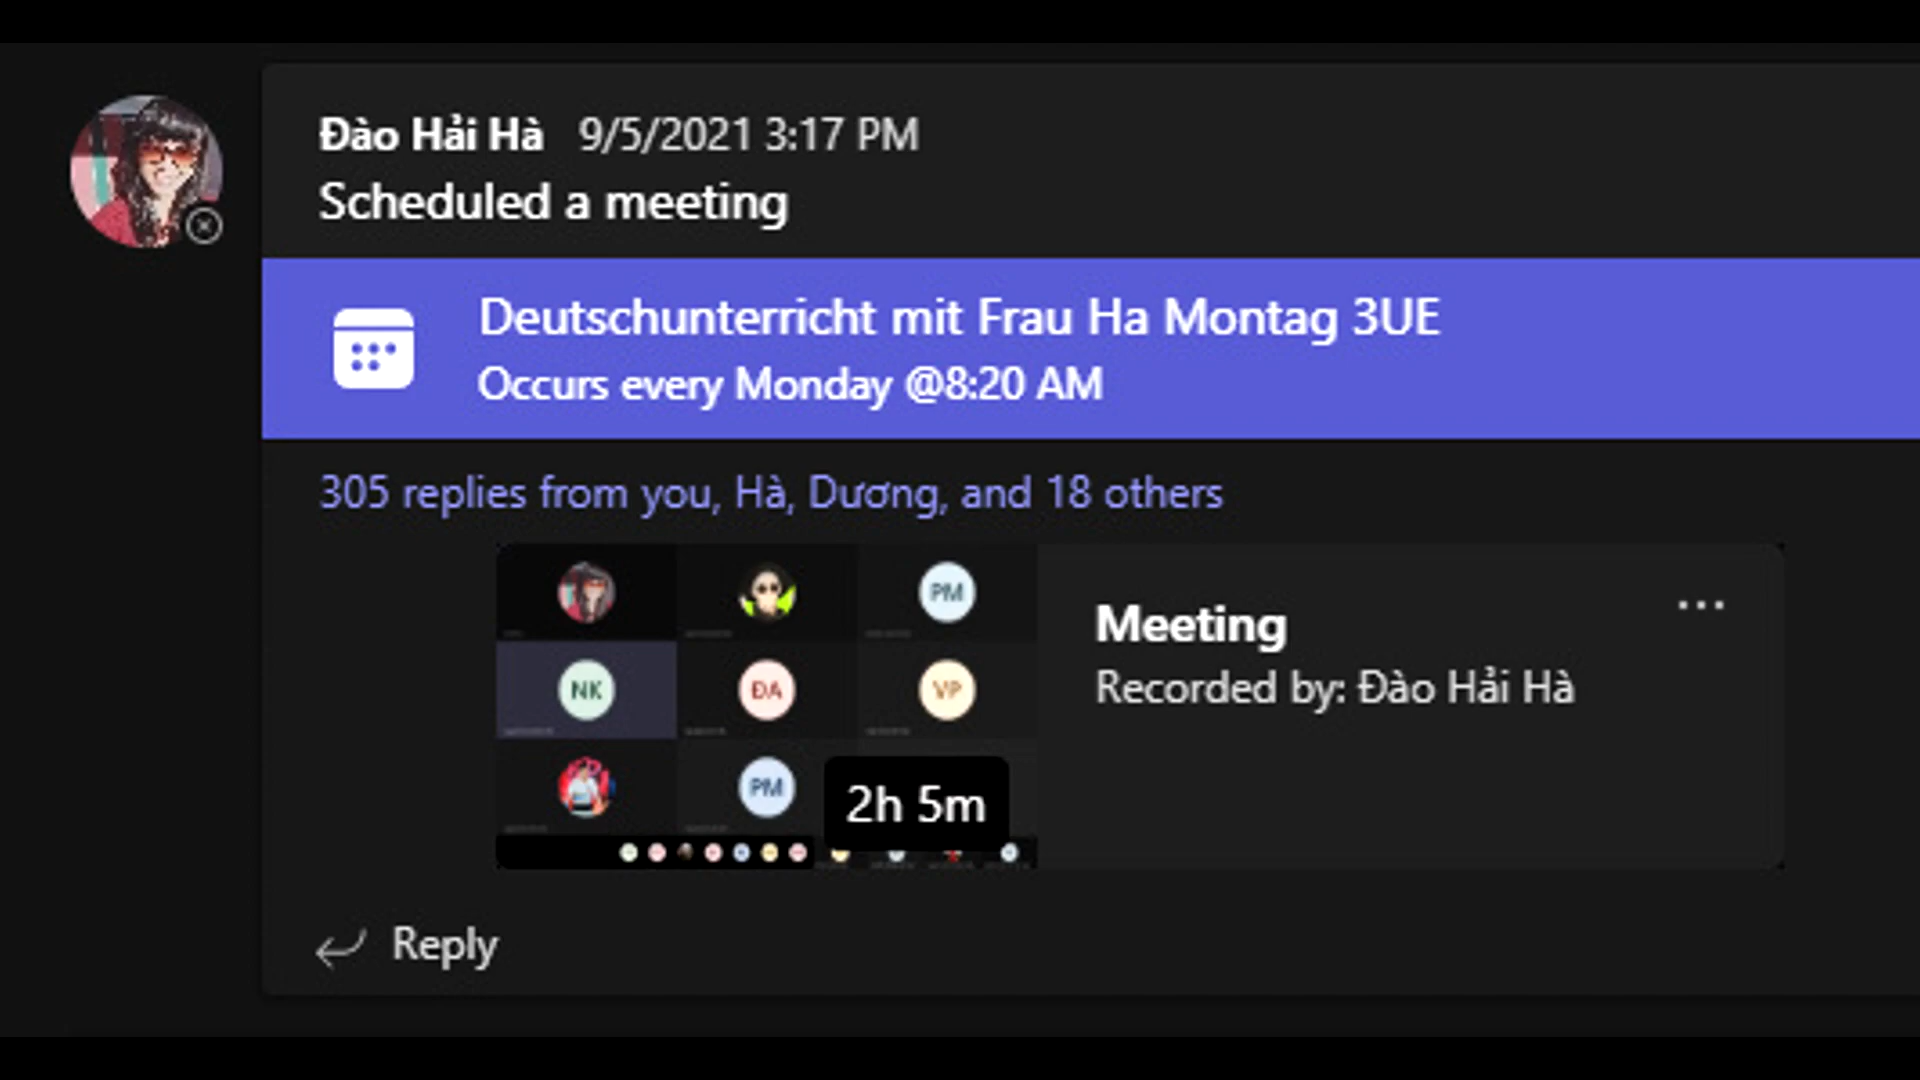 Đào Hải Hà 9/5/2021 3:17 PM
Scheduled a meeting
Deutschunterricht mit Frau Ha Montag 3UE
Occurs every Monday @8:20 AM
305 replies from you, Hà, Dương, and 18 others
PM
NK
ĐA
VP
PM
2h 5m
Meeting
...
Recorded by: Đào Hải Hà
Reply